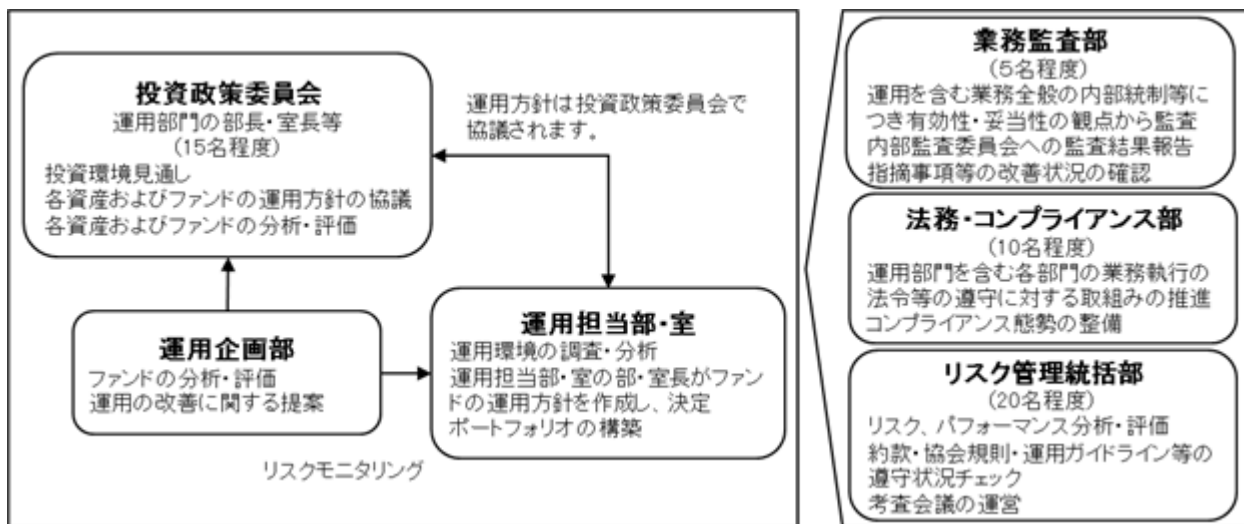 投資政策委員会
運用部門の部長・室長等
(15名程度)
投資環境見通し
各資産およびファンドの運用方針の協議
各資産およびファンドの分析・評価
運用方針は投資政策委員会で
協議されます。
運用企画部
ファンドの分析・評価
運用の改善に関する提案
運用担当部・室
運用環境の調査・分析
運用担当部・室の部・室長がファン
ドの運用方針を作成し、決定
ポートフォリオの構築
リスクモニタリング
業務監査部
(5名程度)
運用を含む業務全般の内部統制等に
つき有効性・妥当性の観点から監査
内部監査委員会への監査結果報告
指摘事項等の改善状況の確認
法務・コンプライアンス部
(10名程度)
運用部門を含む各部門の業務執行の
法令等の遵守に対する取組みの推進
コンプライアンス態勢の整備
リスク管理統括部
(20名程度)
リスク、パフォーマンス分析・評価
約款・協会規則・運用ガイドライン等の
遵守状況チェック
考査会議の運営